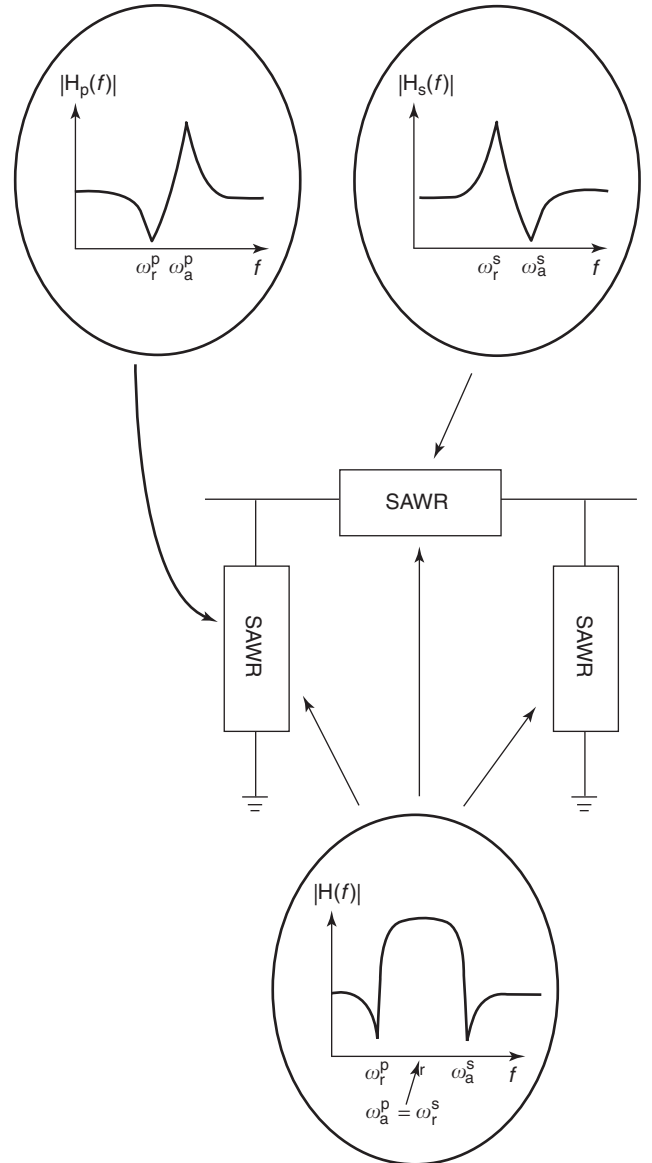 |Hp(f)|
ωrp ωap f
|Hs(f)|
ωrs ωas f
SAWR
SAWR
SAWR
|H(f)|
ωrp r ωas f
ωap = ωrs